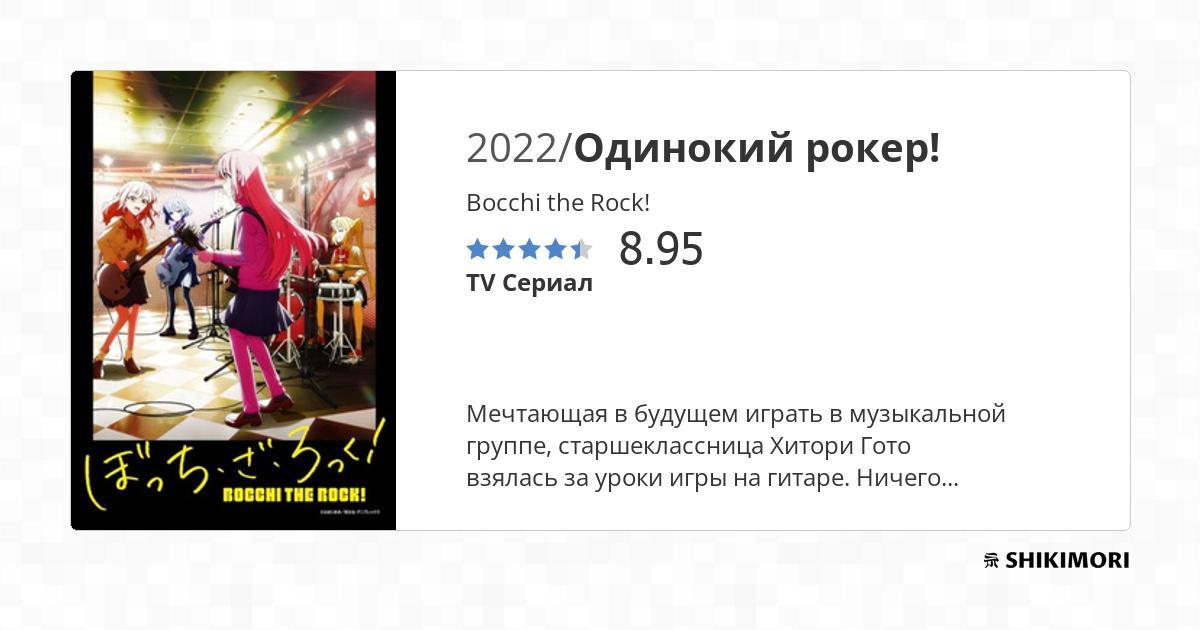 2022/Одинокий рокер!
Bocchi the Rock!
8.95
TV Сериал
Мечтающая в будущем играть в музыкальной
группе, старшеклассница Хитори Гото
взялась за уроки игры на гитаре. Ничего...
ぼっち・ざ・ろっく!
BOCCHI THE ROCK!
SHIKIMORI